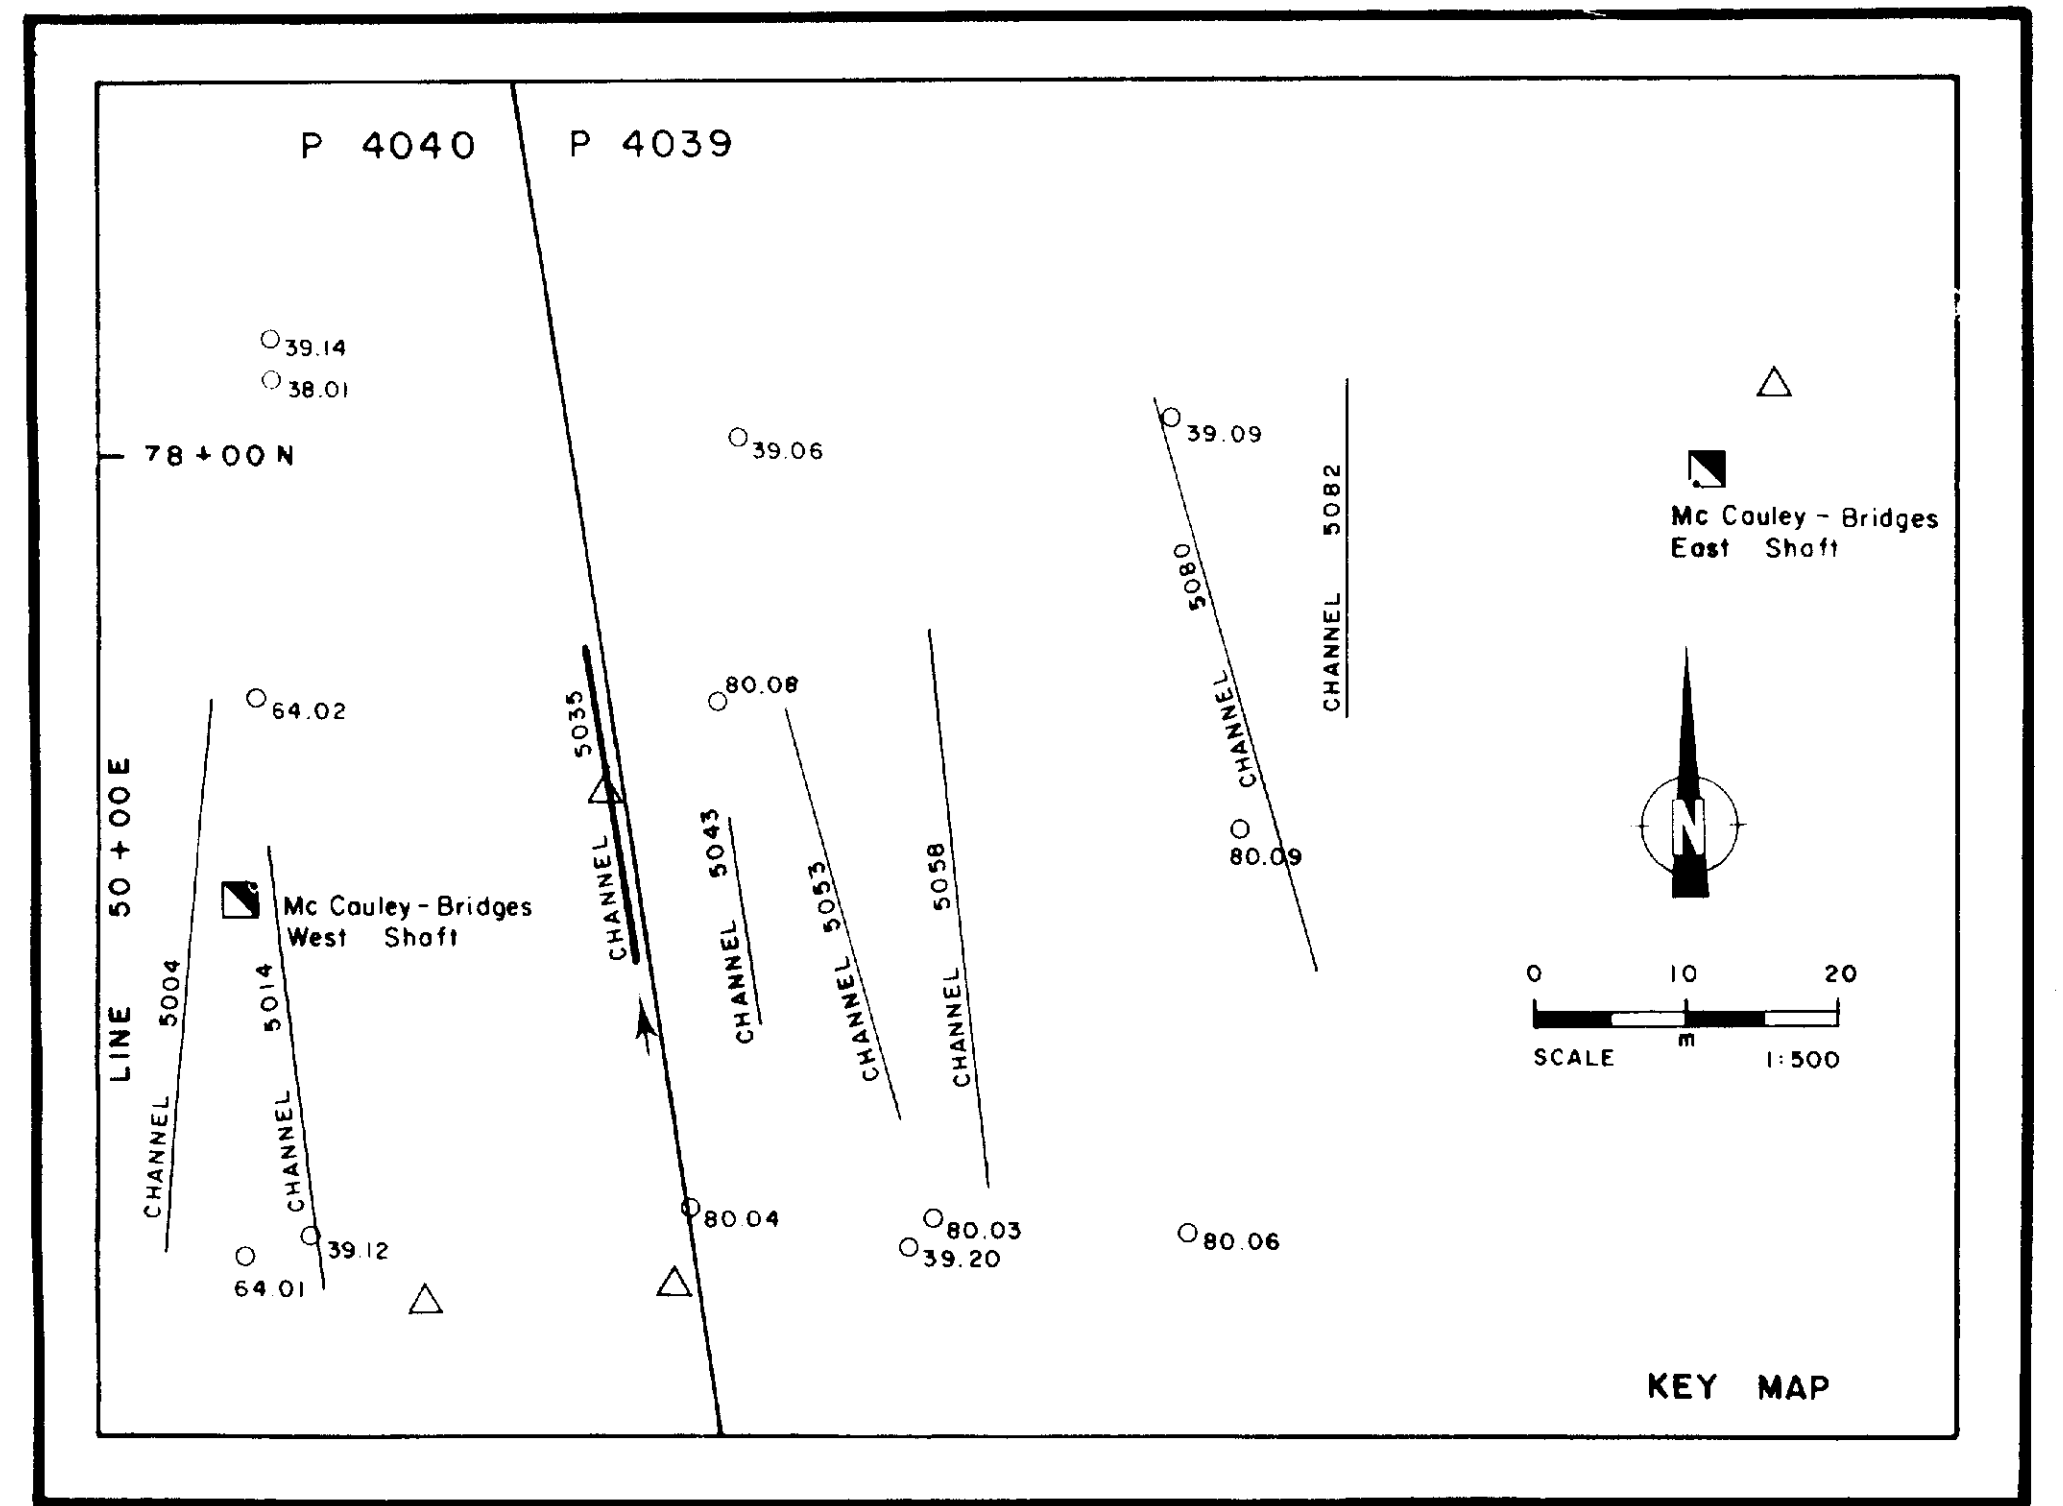 P 4040
P 4039
39.14
38.01
78+00 N
39.06
39.09
CHANNEL 5082
Mc Cauley - Bridges
East Shaft
CHANNEL 5080
64.02
CHANNEL 5035
80.08
LINE 50+00E
CHANNEL 5004
CHANNEL 5014
Mc Cauley - Bridges
West Shaft
CHANNEL 5043
CHANNEL 5053
CHANNEL 5058
80.09
N
0 10 20
m
SCALE 1:500
80.04
80.03
39.20
80.06
39.12
64.01
KEY MAP